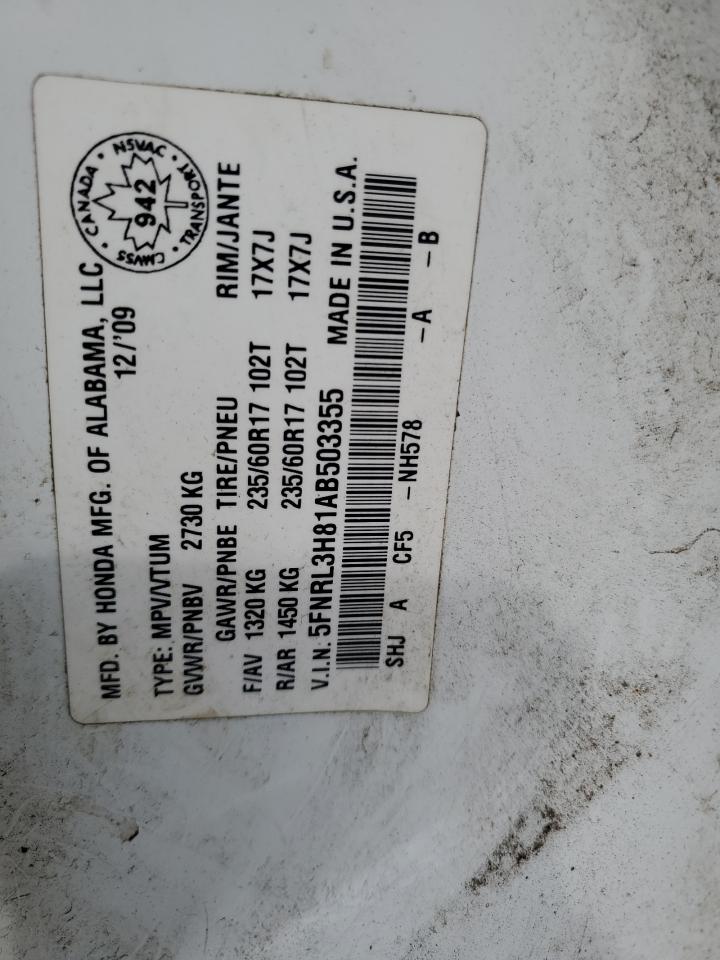 MFD. BY HONDA MFG. OF ALABAMA, LLC
12/'09
CANADA • NSVAC • TRANSPORT • CMVSS •
942
TYPE: MPV/VTUM
GVWR/PNBV 2730 KG
GAWR/PNBE TIRE/PNEU RIM/JANTE
F/AV 1320 KG 235/60R17 102T 17X7J
R/AR 1450 KG 235/60R17 102T 17X7J
V.I.N: 5FNRL3H81AB503355 MADE IN U.S.A.
SHJ A CF5 -NH578 -A -B